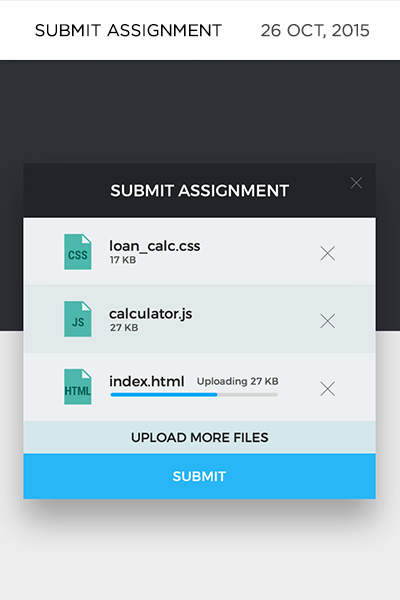 SUBMIT ASSIGNMENT 26 OCT, 2015
SUBMIT ASSIGNMENT
CSS loan_calc.css
17 KB
JS calculator.js
27 KB
HTML index.html Uploading 27 KB
UPLOAD MORE FILES
SUBMIT